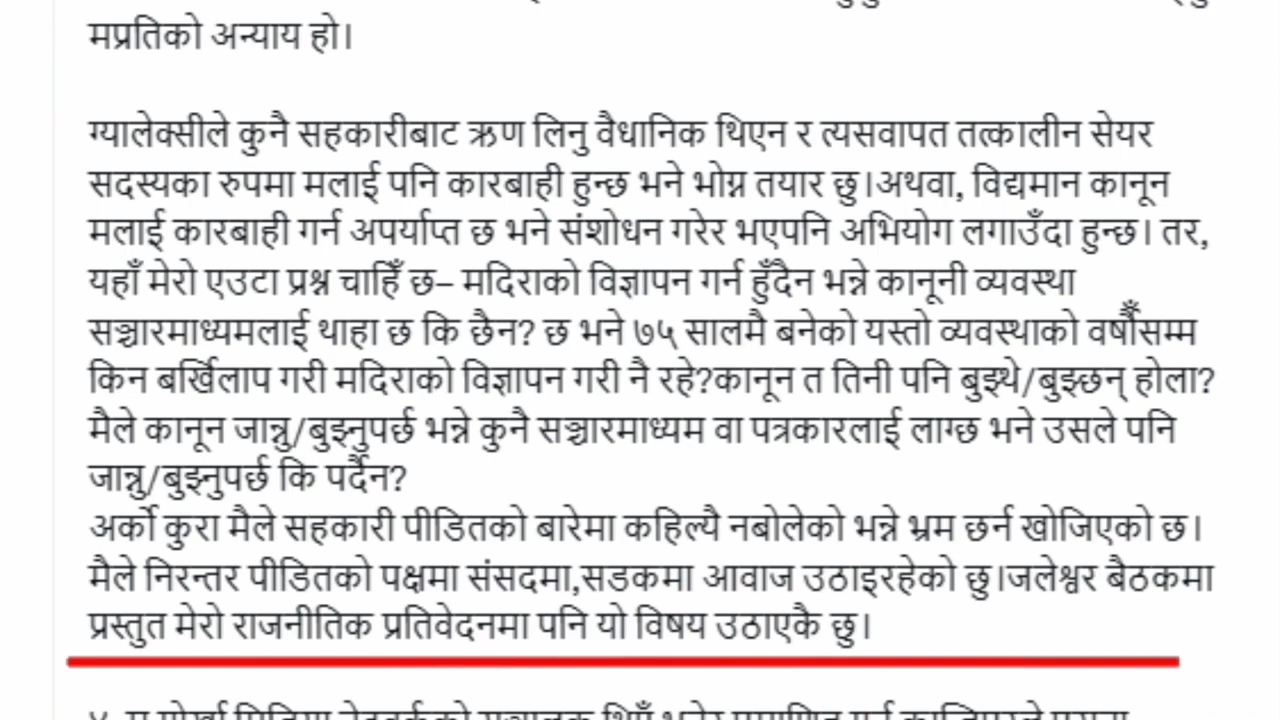 मप्रतिको अन्याय हो।
ग्यालेक्सीले कुनै सहकारीबाट ऋण लिनु वैधानिक थिएन र त्यसवापत तत्कालीन सेयर
सदस्यका रुपमा मलाई पनि कारबाही हुन्छ भने भोग्न तयार छु।अथवा, विद्यमान कानून
मलाई कारबाही गर्न अपर्याप्त छ भने संशोधन गरेर भएपनि अभियोग लगाउँदा हुन्छ। तर,
यहाँ मेरो एउटा प्रश्न चाहिँ छ– मदिराको विज्ञापन गर्न हुँदैन भन्ने कानूनी व्यवस्था
सञ्चारमाध्यमलाई थाहा छ कि छैन? छ भने ७५ सालमै बनेको यस्तो व्यवस्थाको वर्षौँसम्म
किन बर्खिलाप गरी मदिराको विज्ञापन गरी नै रहे?कानून त तिनी पनि बुझ्थे/बुझ्छन् होला?
मैले कानून जान्नु/बुझ्नुपर्छ भन्ने कुनै सञ्चारमाध्यम वा पत्रकारलाई लाग्छ भने उसले पनि
जान्नु/बुझ्नुपर्छ कि पर्दैन?
अर्को कुरा मैले सहकारी पीडितको बारेमा कहिल्यै नबोलेको भन्ने भ्रम छर्न खोजिएको छ।
मैले निरन्तर पीडितको पक्षमा संसदमा,सडकमा आवाज उठाइरहेको छु।जलेश्वर बैठकमा
प्रस्तुत मेरो राजनीतिक प्रतिवेदनमा पनि यो विषय उठाएकै छु।